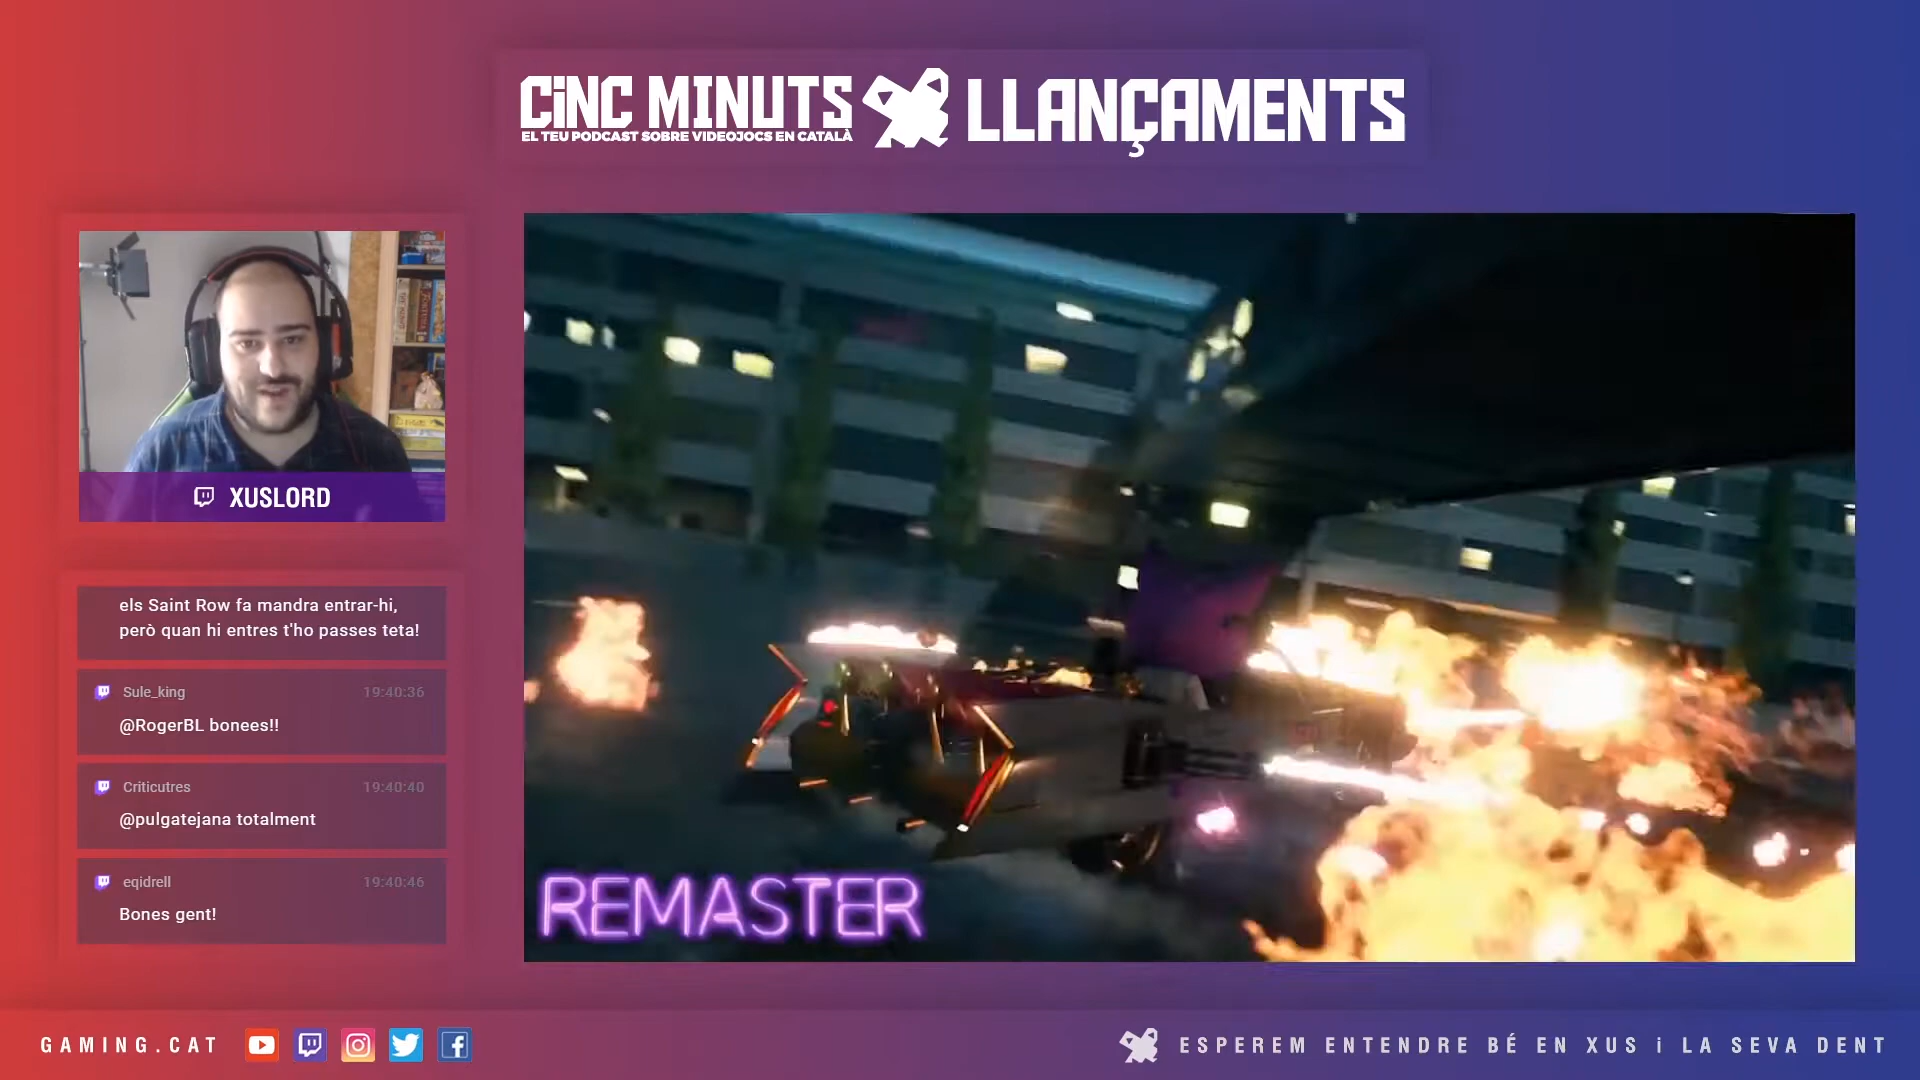 CiNC MINUTS
EL TEU PODCAST SOBRE VIDEOJOCS EN CATALÀ
LLANÇAMENTS
XUSLORD
els Saint Row fa mandra entrar-hi,
però quan hi entres t'ho passes teta!
Sule_king 19:40:36
@RogerBL bonees!!
Criticutres 19:40:40
@pulgatejana totalment
eqidrell 19:40:46
Bones gent!
REMASTER
GAMING.CAT
ESPEREM ENTENDRE BÉ EN XUS i LA SEVA DENT